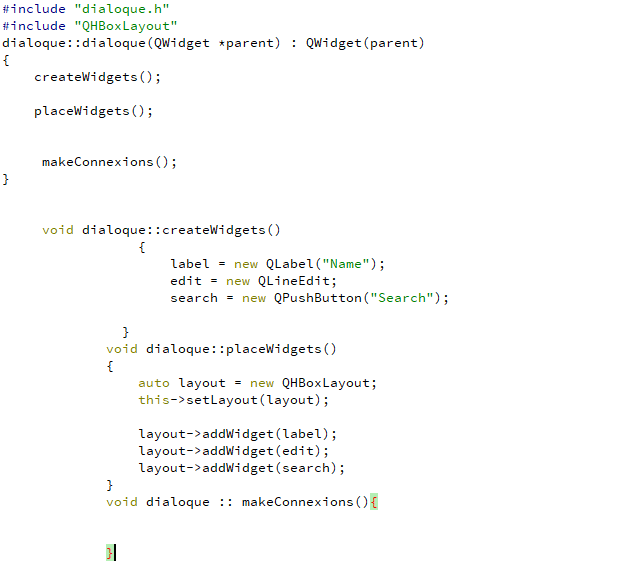 #include "dialoque.h"
#include "QHBoxLayout"
dialoque::dialoque(QWidget *parent) : QWidget(parent)
{
createWidgets();
placeWidgets();
makeConnexions();
}
void dialoque::createWidgets()
{
label = new QLabel("Name");
edit = new QLineEdit;
search = new QPushButton("Search");
}
void dialoque::placeWidgets()
{
auto layout = new QHBoxLayout;
this->setLayout(layout);
layout->addWidget(label);
layout->addWidget(edit);
layout->addWidget(search);
}
void dialoque :: makeConnexions(){
}